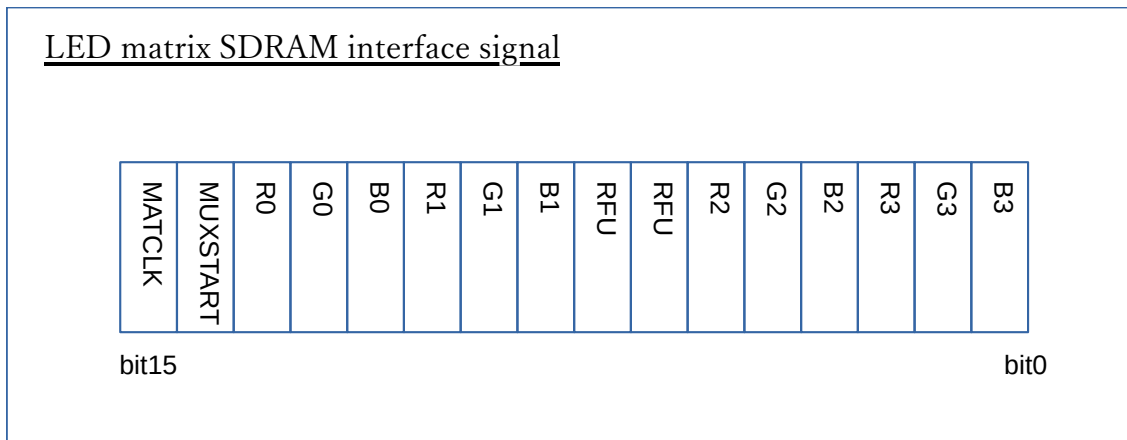 LED matrix SDRAM interface signal
MATCLK
MUXSTART
R0
G0
B0
R1
G1
B1
RFU
RFU
R2
G2
B2
R3
G3
B3
bit15
bit0